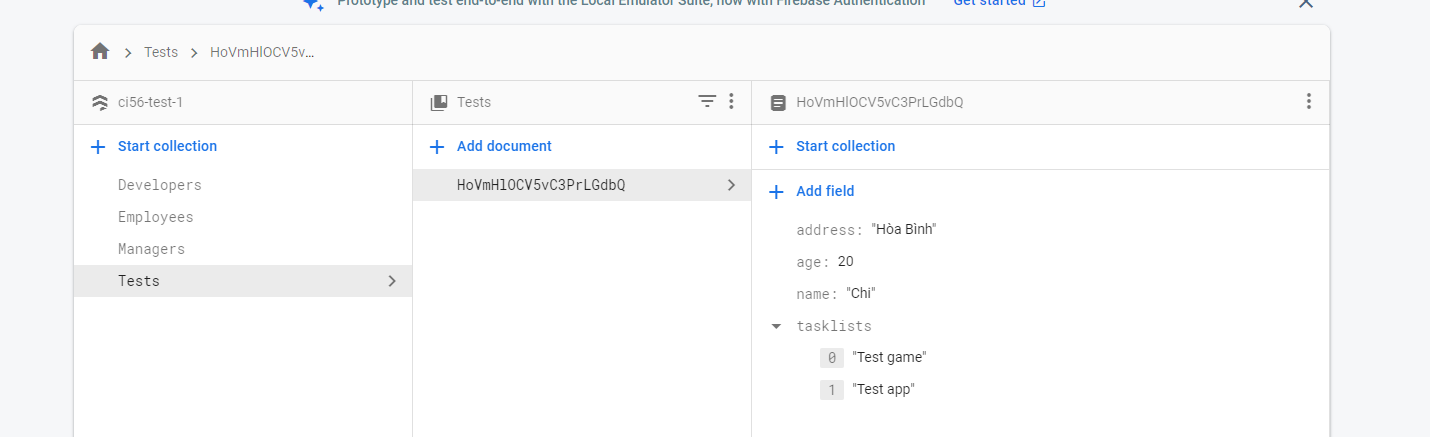 Prototype and test end-to-end with the Local Emulator Suite, now with Firebase Authentication Get started
Tests HoVmHlOCV5v...
ci56-test-1
Start collection
Developers
Employees
Managers
Tests
Tests
Add document
HoVmHlOCV5vC3PrLGdbQ
HoVmHlOCV5vC3PrLGdbQ
Start collection
Add field
address: "Hòa Bình"
age: 20
name: "Chi"
tasklists
0 "Test game"
1 "Test app"